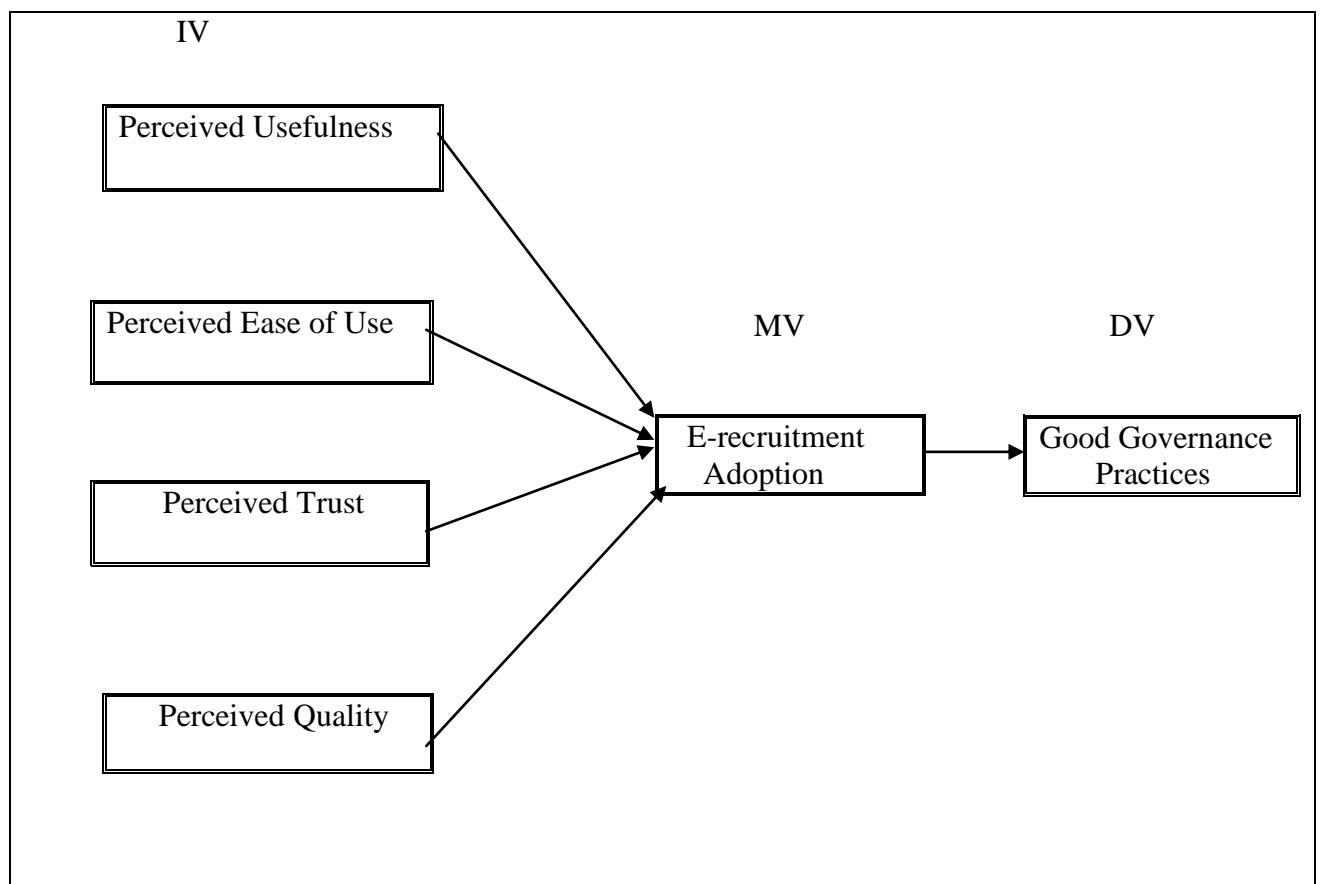 IV
Perceived Usefulness
Perceived Ease of Use
MV
DV
E-recruitment
Adoption
Good Governance
Practices
Perceived Trust
Perceived Quality